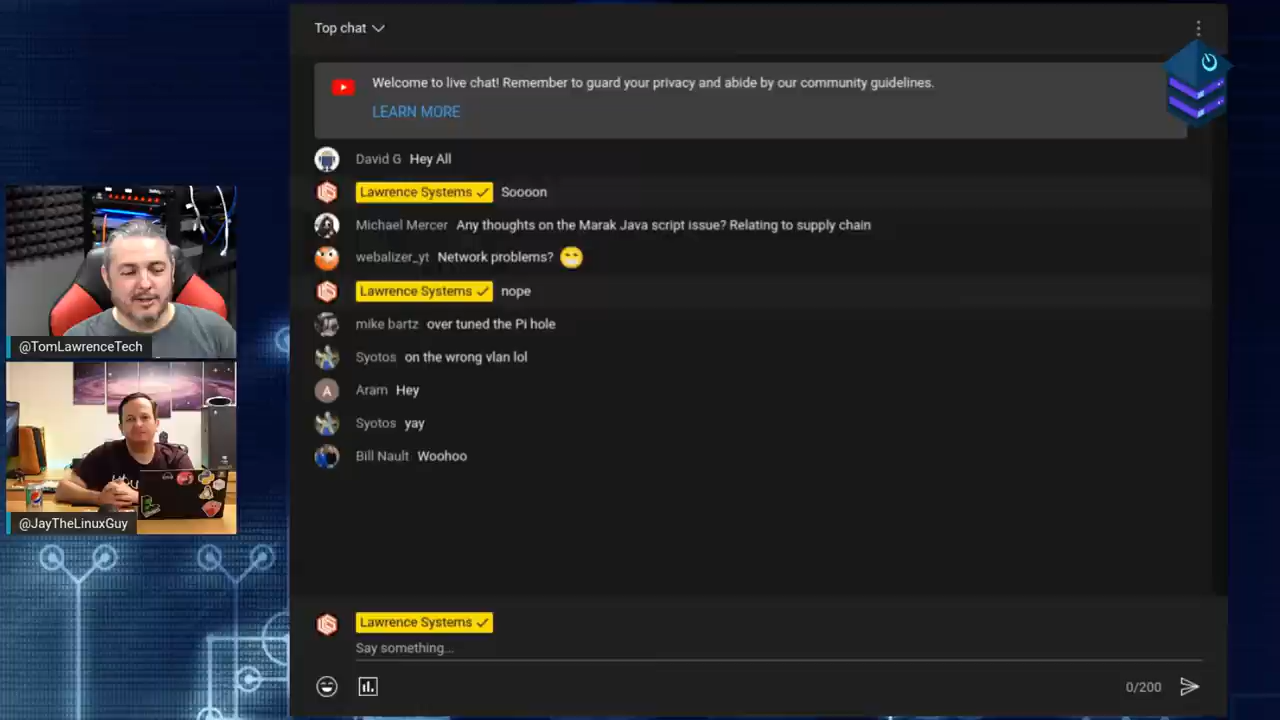 Top chat
Welcome to live chat! Remember to guard your privacy and abide by our community guidelines.
LEARN MORE
David G Hey All
Lawrence Systems Soooon
Michael Mercer Any thoughts on the Marak Java script issue? Relating to supply chain
webalizer_yt Network problems? 😁
Lawrence Systems nope
mike bartz over tuned the Pi hole
Syotos on the wrong vlan lol
A Aram Hey
Syotos yay
Bill Nault Woohoo
@TomLawrenceTech
@JayTheLinuxGuy
Lawrence Systems
Say something...
0/200